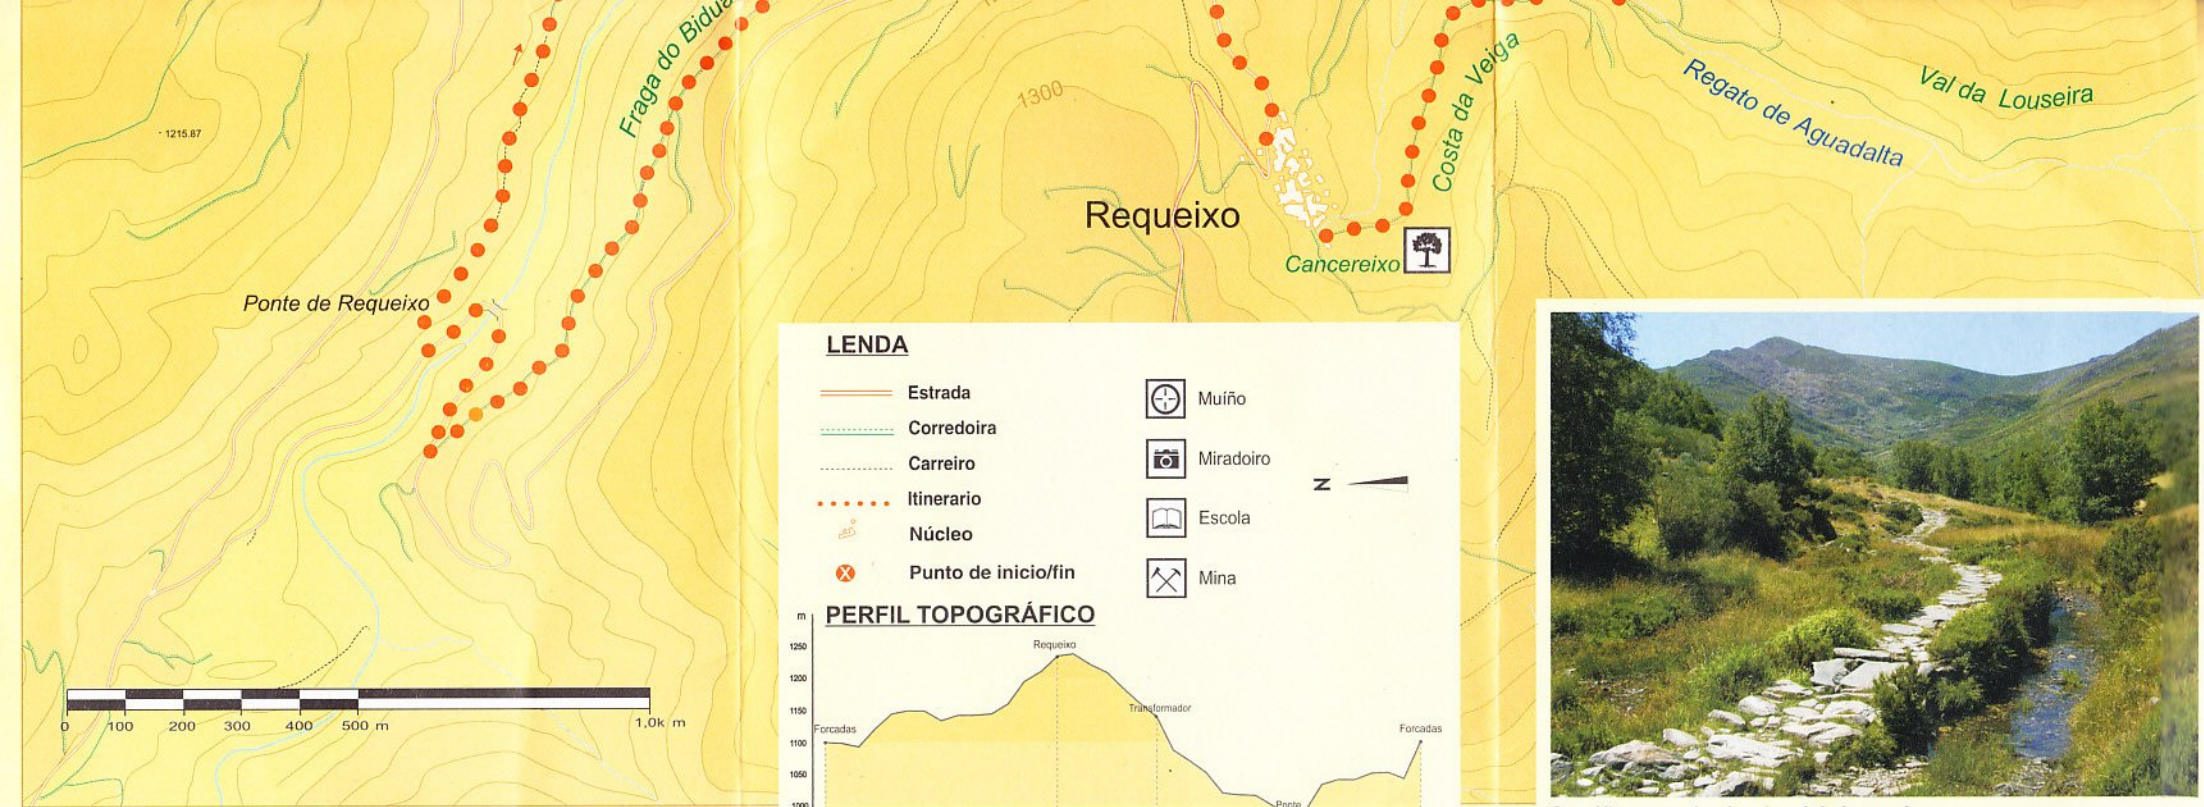 Fraga do Bidua
1215.87
1300
Costa da Veiga
Regato de Aguadalta
Val da Louseira
Requeixo
Cancereixo
Ponte de Requeixo
LENDA
Estrada
Corredoira
Carreiro
Itinerario
Núcleo
X Punto de inicio/fin
Muíño
Miradoiro
Escola
Mina
N
PERFIL TOPOGRÁFICO
m
1250
1200
1150
1100
1050
1000
Forcadas
Requeixo
Transformador
Ponte
Forcadas
0 100 200 300 400 500 m 1,0k m